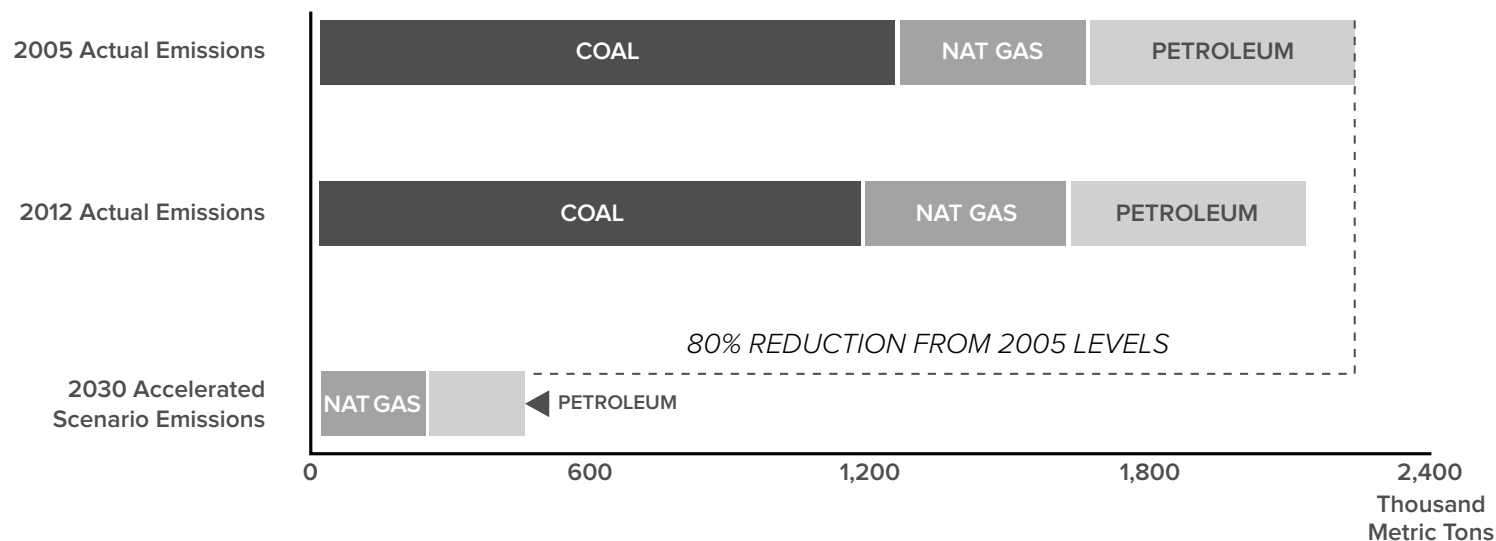 2005 Actual Emissions
COAL
NAT GAS
PETROLEUM
2012 Actual Emissions
COAL
NAT GAS
PETROLEUM
80% REDUCTION FROM 2005 LEVELS
2030 Accelerated
Scenario Emissions
NAT GAS
PETROLEUM
0
600
1,200
1,800
2,400
Thousand
Metric Tons